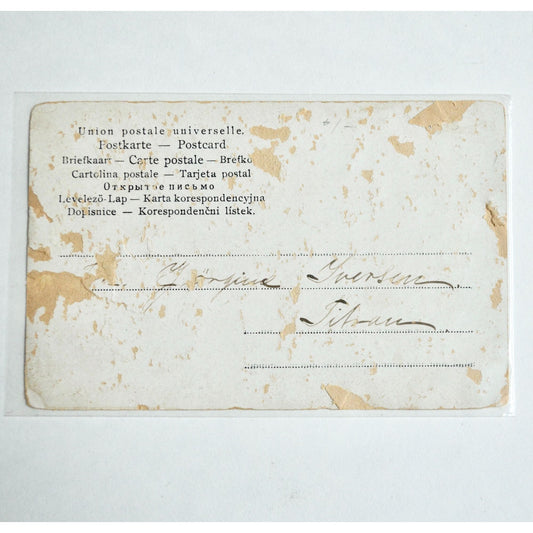 Union postale universelle.
Postkarte — Postcard
Briefkaart — Carte postale — Brefko
Cartolina postale — Tarjeta postal
Открытое письмо
Levelező-Lap — Karta korespondencyjna
Dopisnice — Korespondenční lístek.
Iversen.